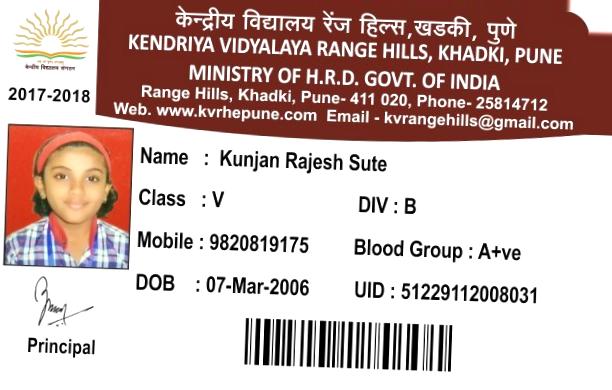 केन्द्रीय विद्यालय रेंज हिल्स,खडकी, पुणे
KENDRIYA VIDYALAYA RANGE HILLS, KHADKI, PUNE
MINISTRY OF H.R.D. GOVT. OF INDIA
Range Hills, Khadki, Pune- 411 020, Phone- 25814712
Web. www.kvrhepune.com Email - kvrangehills@gmail.com
केन्द्रीय विद्यालय संगठन
2017-2018
Name : Kunjan Rajesh Sute
Class : V DIV : B
Mobile : 9820819175 Blood Group : A+ve
DOB : 07-Mar-2006 UID : 51229112008031
Principal